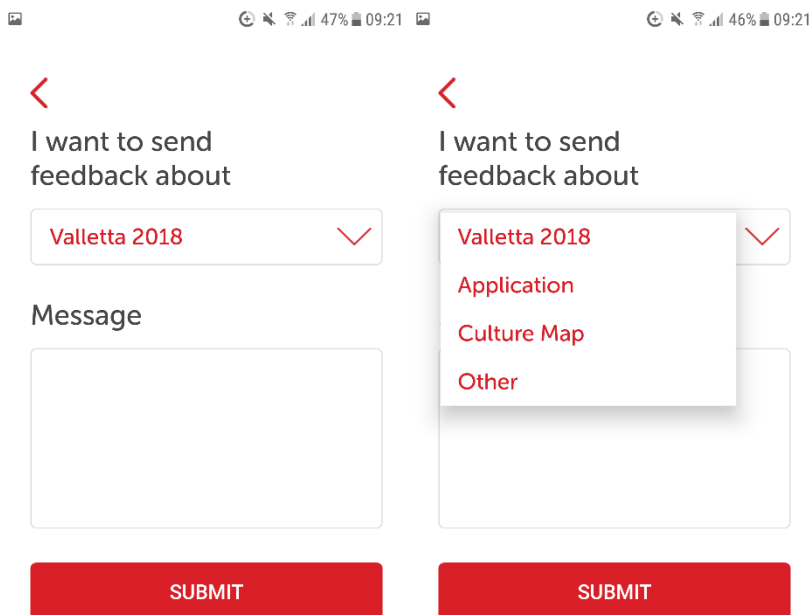 47% 09:21
I want to send
feedback about
Valletta 2018
Message
SUBMIT
46% 09:21
I want to send
feedback about
Valletta 2018
Application
Culture Map
Other
SUBMIT